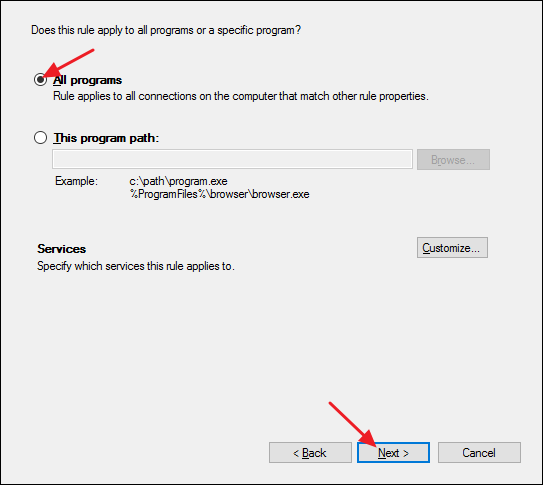 Does this rule apply to all programs or a specific program?
All programs
Rule applies to all connections on the computer that match other rule properties.
This program path:
Browse...
Example: c:\path\program.exe
%ProgramFiles%\browser\browser.exe
Services
Customize...
Specify which services this rule applies to.
< Back Next > Cancel